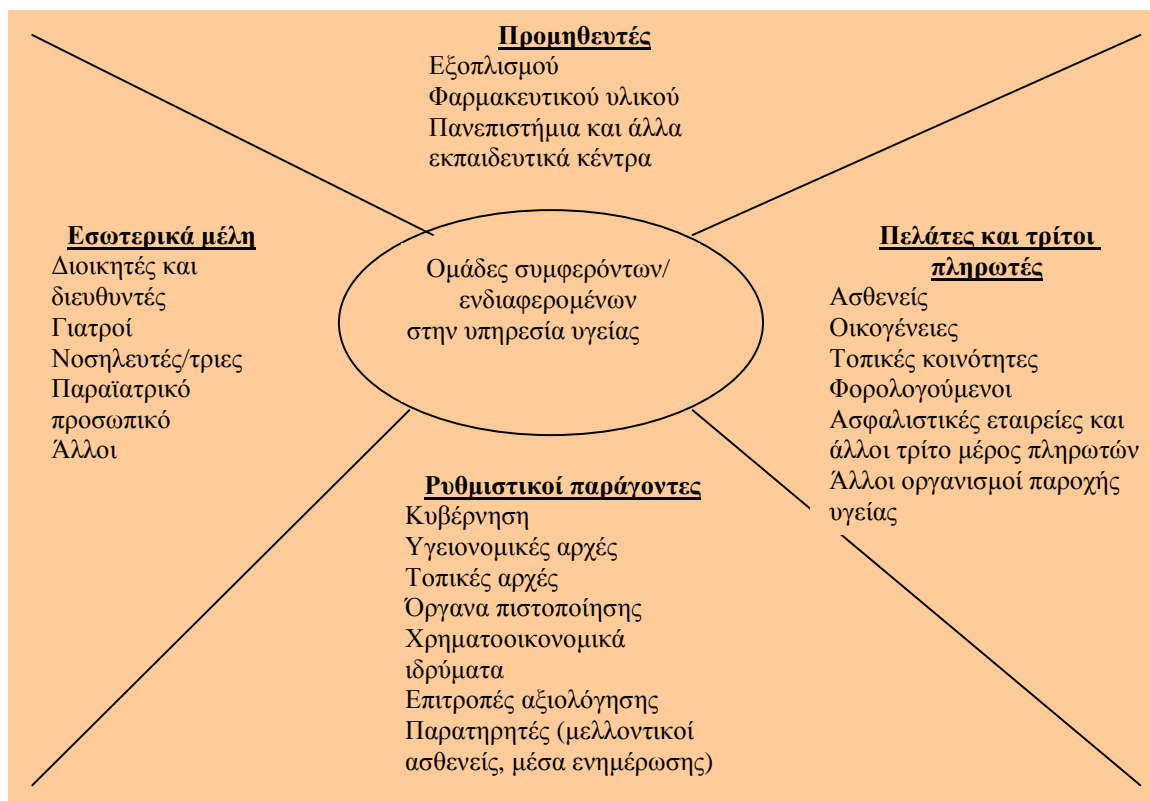 Προμηθευτές
Εξοπλισμού
Φαρμακευτικού υλικού
Πανεπιστήμια και άλλα
εκπαιδευτικά κέντρα
Εσωτερικά μέλη
Διοικητές και
διευθυντές
Γιατροί
Νοσηλευτές/τριες
Παραϊατρικό
προσωπικό
Άλλοι
Ομάδες συμφερόντων/
ενδιαφερομένων
στην υπηρεσία υγείας
Πελάτες και τρίτοι
πληρωτές
Ασθενείς
Οικογένειες
Τοπικές κοινότητες
Φορολογούμενοι
Ασφαλιστικές εταιρείες και
άλλοι τρίτο μέρος πληρωτών
Άλλοι οργανισμοί παροχής
υγείας
Ρυθμιστικοί παράγοντες
Κυβέρνηση
Υγειονομικές αρχές
Τοπικές αρχές
Όργανα πιστοποίησης
Χρηματοοικονομικά
ιδρύματα
Επιτροπές αξιολόγησης
Παρατηρητές (μελλοντικοί
ασθενείς, μέσα ενημέρωσης)